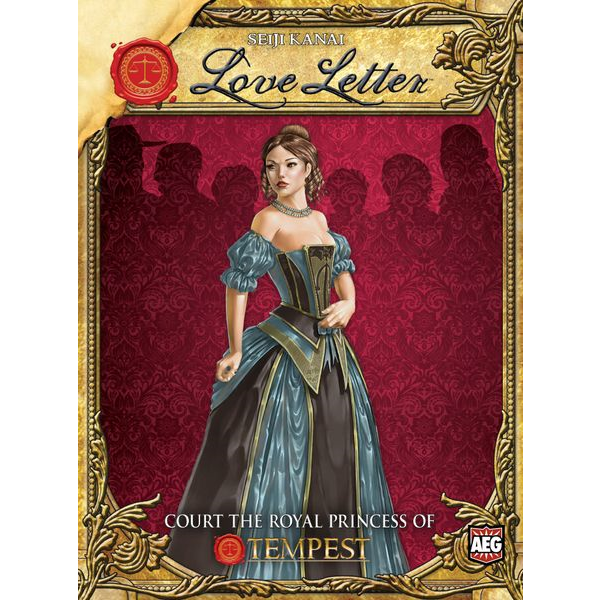 SEIJI KANAI
Love Letter
COURT THE ROYAL PRINCESS OF
TEMPEST
AEG